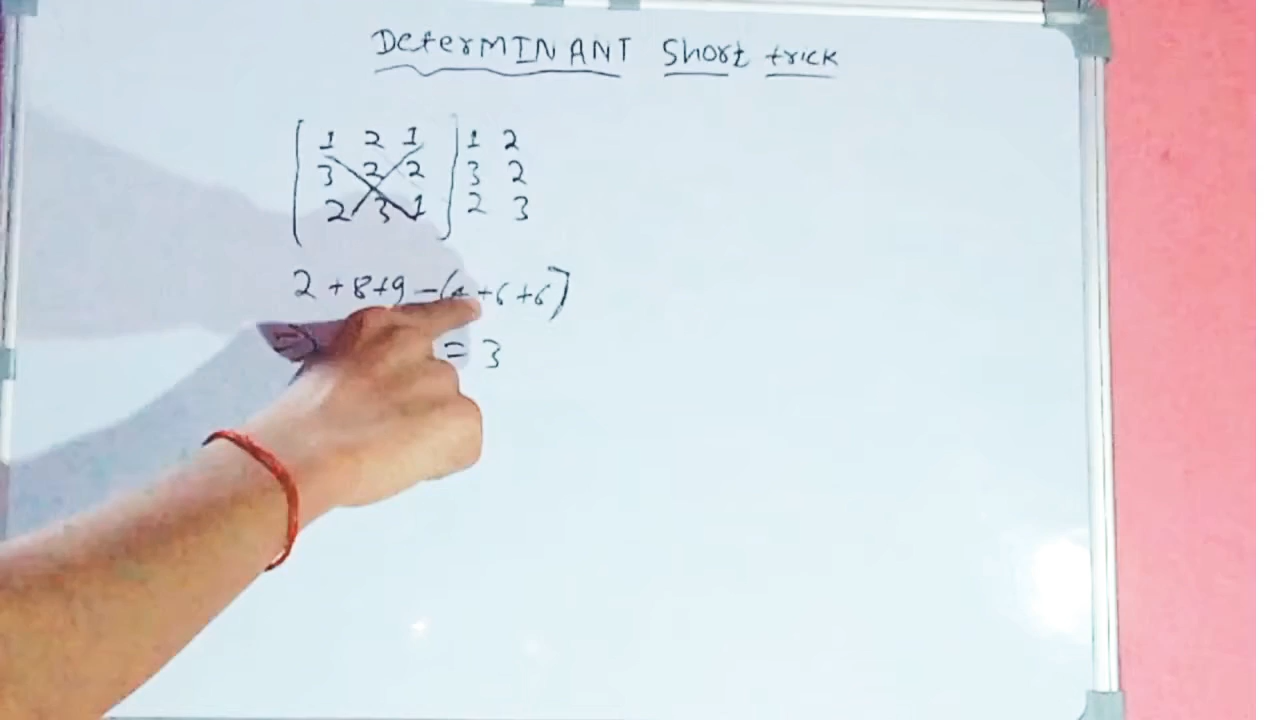 DeterMINANT Short trick
1 2 1 1 2
3 2 2 3 2
2 3 1 2 3
2 + 8 + 9 - (4 + 6 + 6)
= 3